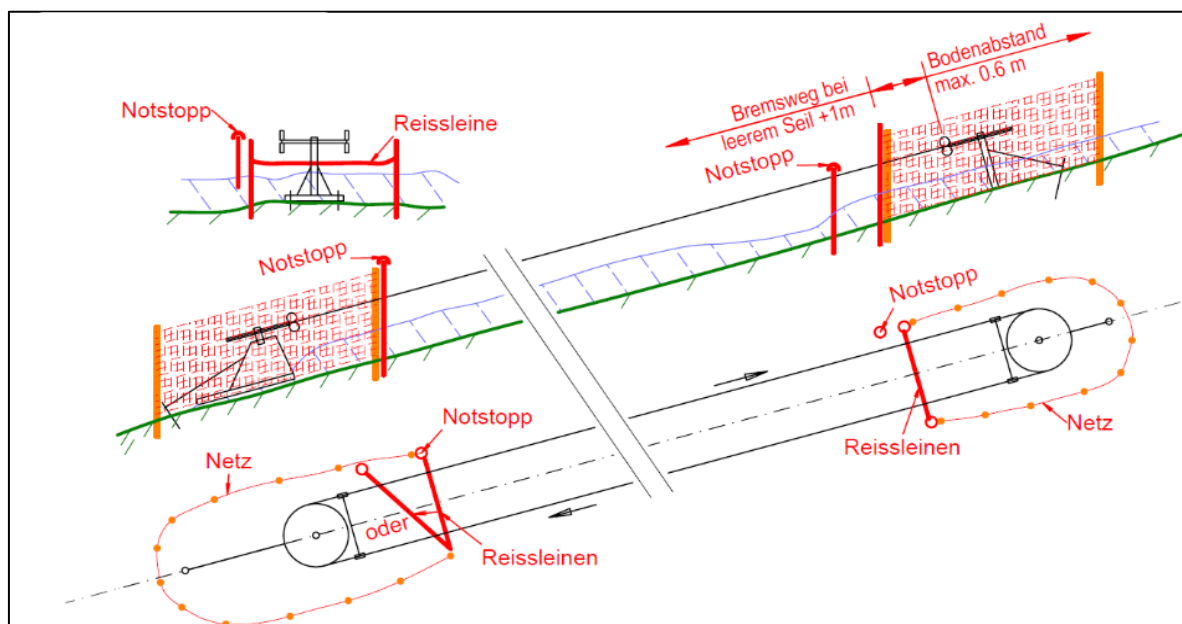 Bodenabstand
max. 0.6 m
Bremsweg bei
leerem Seil +1m
Notstopp
Reissleine
Notstopp
Notstopp
Notstopp
Notstopp
Reissleinen
Netz
Netz
oder
Reissleinen